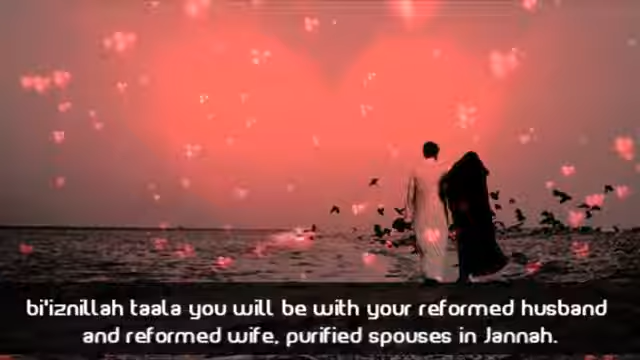 bi'iznillah taala you will be with your reformed husband
and reformed wife, purified spouses in Jannah.